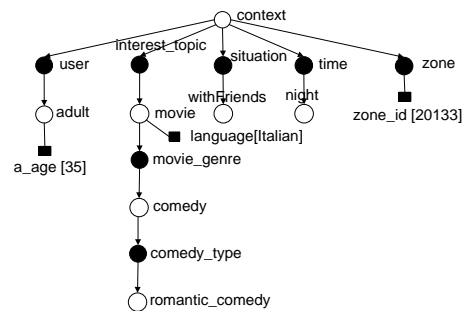 context
user
interest_topic
situation
time
zone
adult
movie
withFriends
night
zone_id [20133]
language[Italian]
a_age [35]
movie_genre
comedy
comedy_type
romantic_comedy